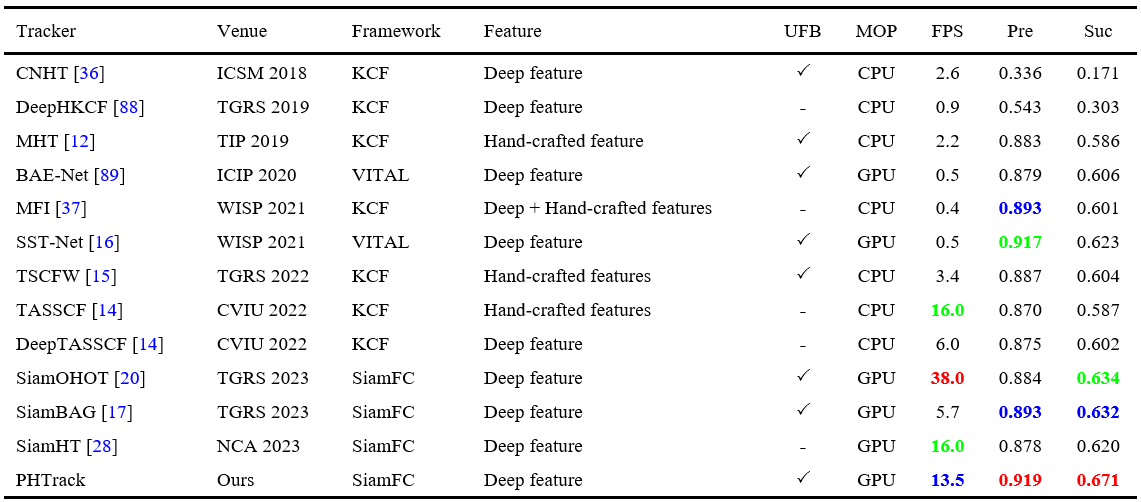 Tracker Venue Framework Feature UFB MOP FPS Pre Suc
CNHT [36] ICSM 2018 KCF Deep feature ✓ CPU 2.6 0.336 0.171
DeepHKCF [88] TGRS 2019 KCF Deep feature - CPU 0.9 0.543 0.303
MHT [12] TIP 2019 KCF Hand-crafted feature ✓ CPU 2.2 0.883 0.586
BAE-Net [89] ICIP 2020 VITAL Deep feature ✓ GPU 0.5 0.879 0.606
MFI [37] WISP 2021 KCF Deep + Hand-crafted features - CPU 0.4 0.893 0.601
SST-Net [16] WISP 2021 VITAL Deep feature ✓ GPU 0.5 0.917 0.623
TSCFW [15] TGRS 2022 KCF Hand-crafted features ✓ CPU 3.4 0.887 0.604
TASSCF [14] CVIU 2022 KCF Hand-crafted features - CPU 16.0 0.870 0.587
DeepTASSCF [14] CVIU 2022 KCF Deep feature - CPU 6.0 0.875 0.602
SiamOHOT [20] TGRS 2023 SiamFC Deep feature ✓ GPU 38.0 0.884 0.634
SiamBAG [17] TGRS 2023 SiamFC Deep feature ✓ GPU 5.7 0.893 0.632
SiamHT [28] NCA 2023 SiamFC Deep feature - GPU 16.0 0.878 0.620
PHTrack Ours SiamFC Deep feature ✓ GPU 13.5 0.919 0.671